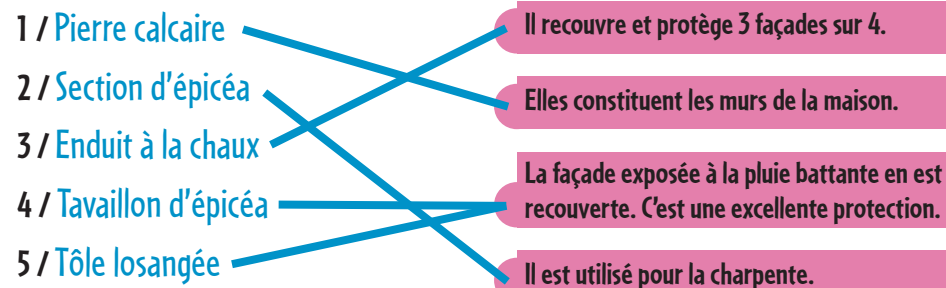 1 / Pierre calcaire
2 / Section d'épicéa
3 / Enduit à la chaux
4 / Tavaillon d'épicéa
5 / Tôle losangée
Il recouvre et protège 3 façades sur 4.
Elles constituent les murs de la maison.
La façade exposée à la pluie battante en est
recouverte. C'est une excellente protection.
Il est utilisé pour la charpente.